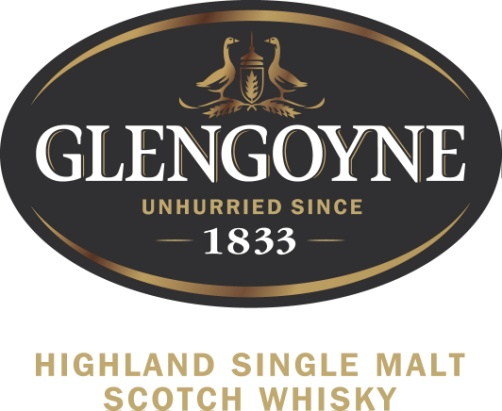 GLENGOYNE
UNHURRIED SINCE
1833
HIGHLAND SINGLE MALT
SCOTCH WHISKY